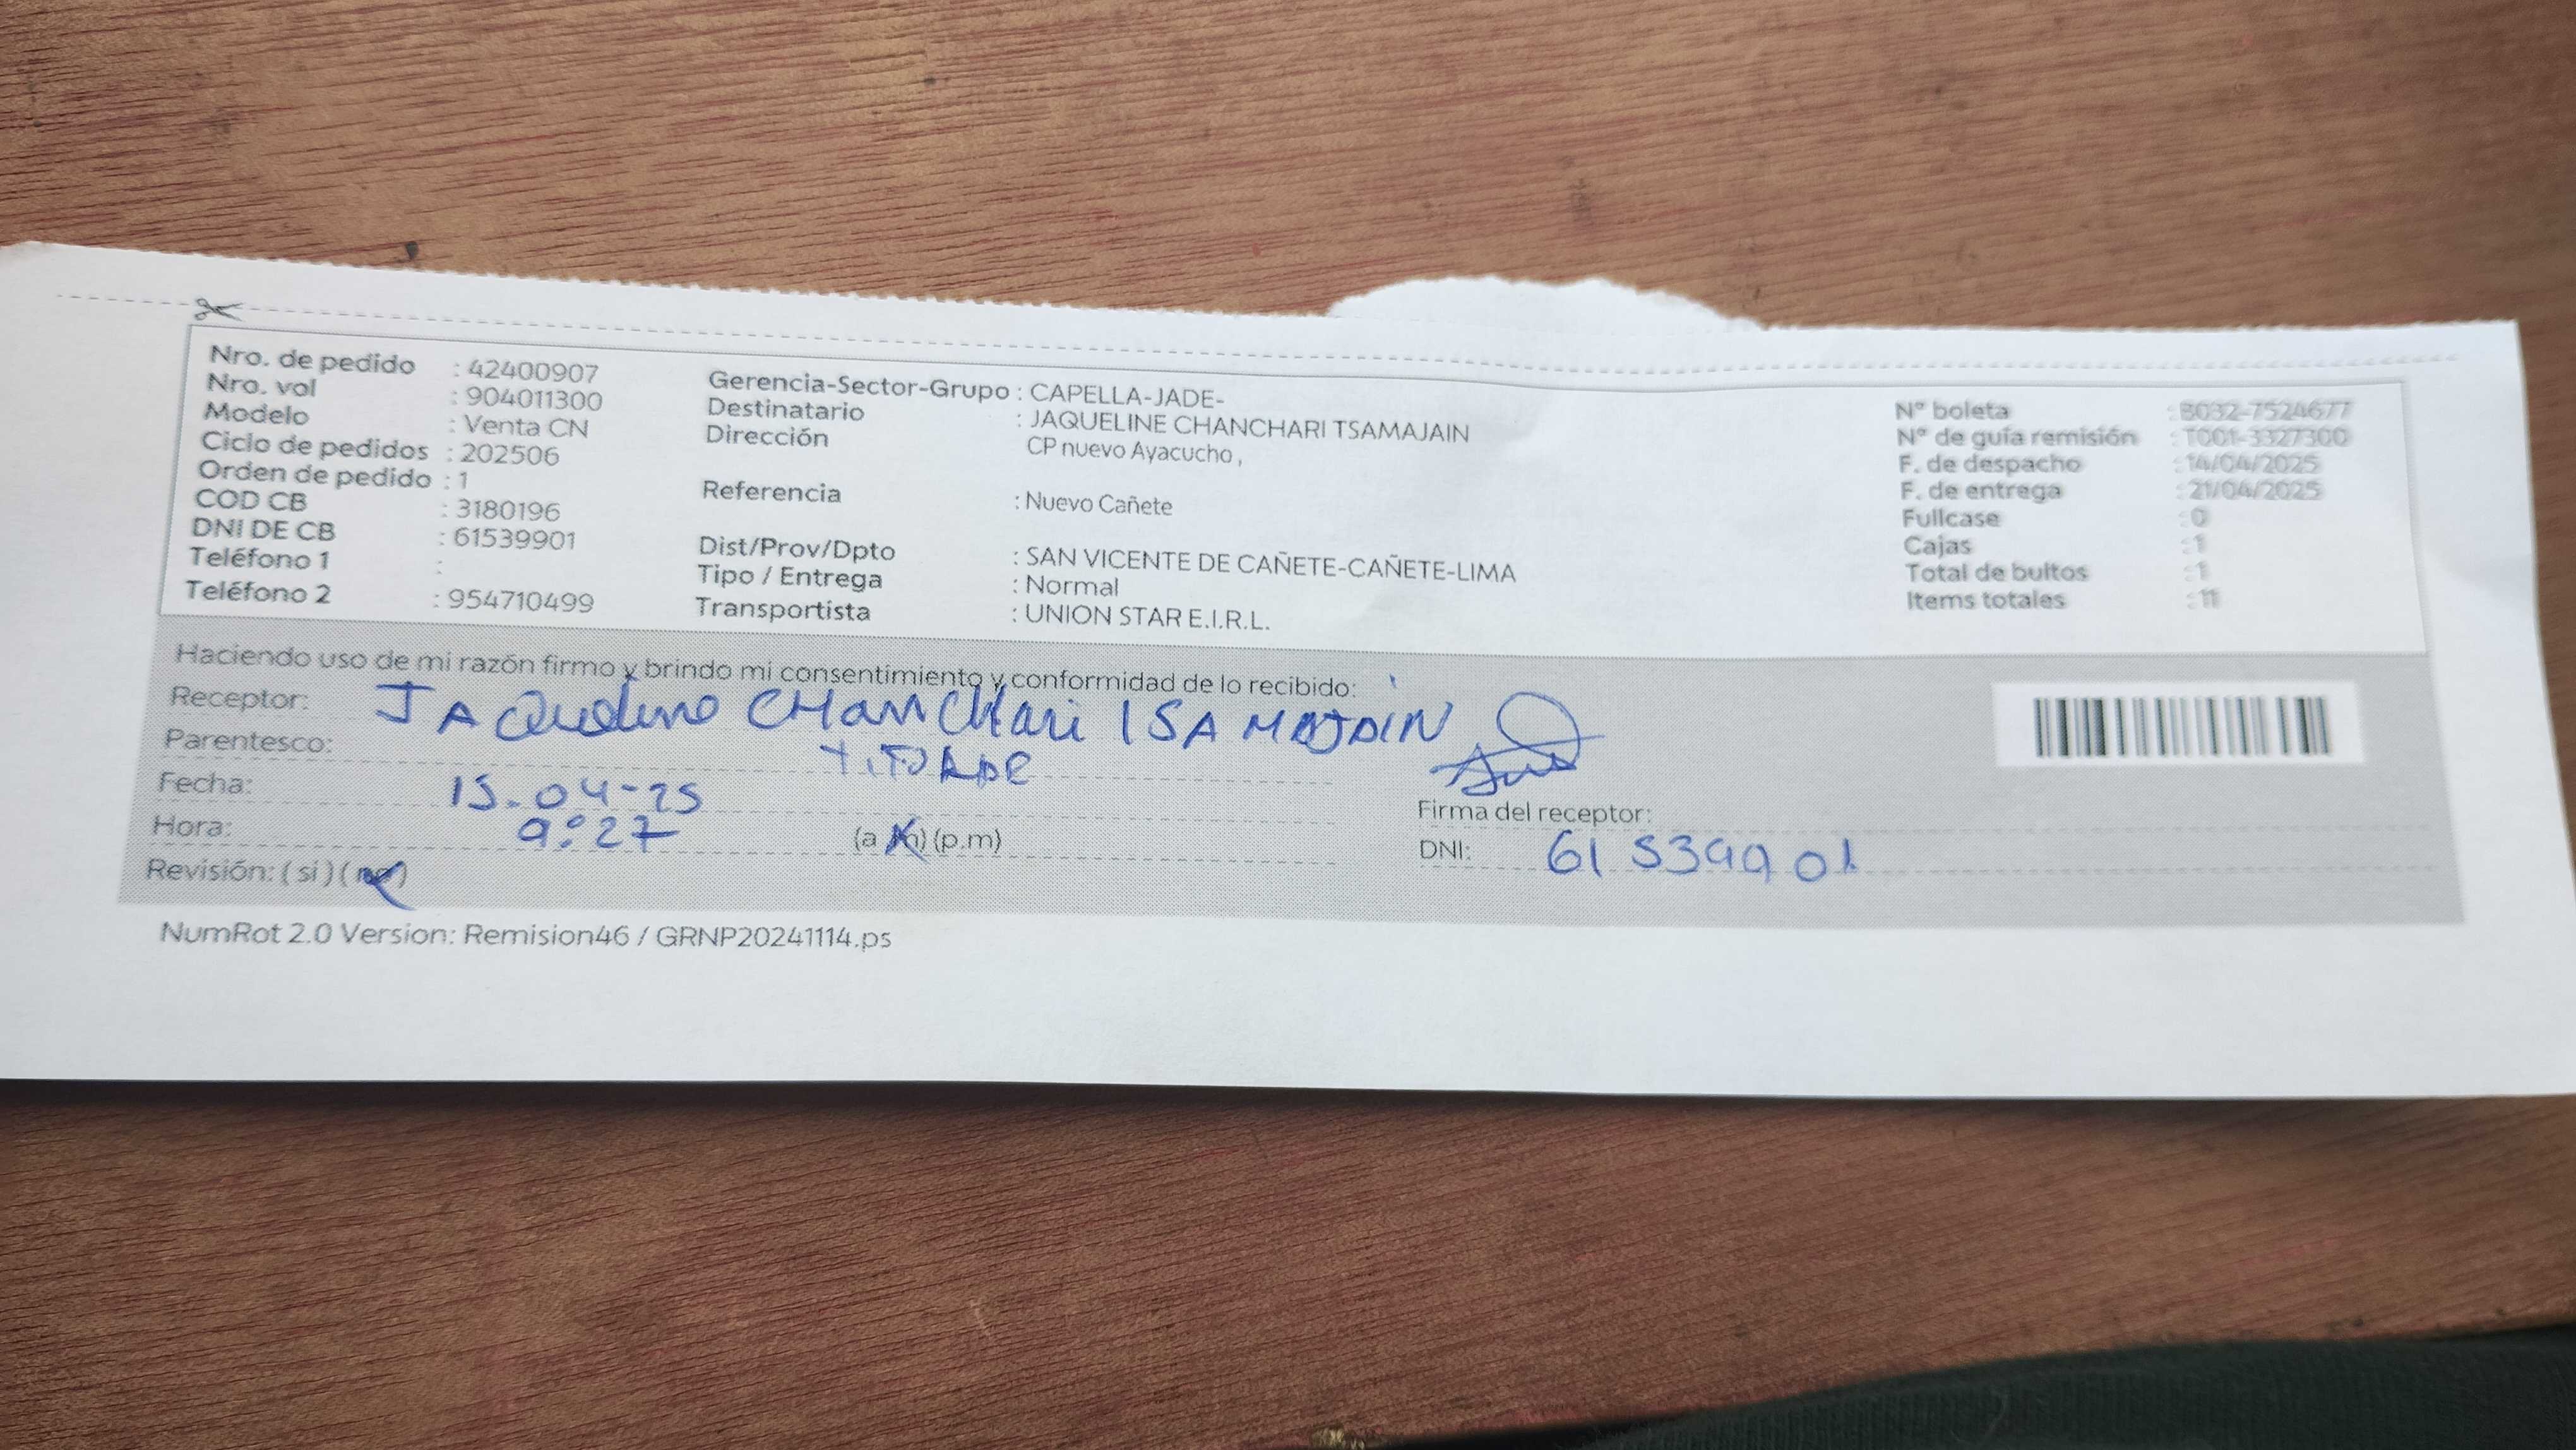 Nro. de pedido : 42400907
Nro. vol : 904011300
Modelo : Venta CN
Ciclo de pedidos : 202506
Orden de pedido : 1
COD CB : 3180196
DNI DE CB : 61539901
Teléfono 1 :
Teléfono 2 : 954710499
Gerencia-Sector-Grupo : CAPELLA-JADE-
Destinatario : JAQUELINE CHANCHARI TSAMAJAIN
Dirección CP nuevo Ayacucho ,
Referencia : Nuevo Cañete
Dist/Prov/Dpto : SAN VICENTE DE CAÑETE-CAÑETE-LIMA
Tipo / Entrega : Normal
Transportista : UNION STAR E.I.R.L.
N° boleta : B032-7524677
N° de guía remisión : T001-3327300
F. de despacho : 14/04/2025
F. de entrega : 21/04/2025
Fullcase : 0
Cajas : 1
Total de bultos : 1
Items totales : 11
Haciendo uso de mi razón firmo y brindo mi consentimiento y conformidad de lo recibido:
Receptor: CHANCHARI
Parentesco:
Fecha: 15-04-25
Hora: 9:27 (a.m) (p.m)
Revisión: ( si ) ( no )
Firma del receptor:
DNI: 61539901
NumRot 2.0 Version: Remision46 / GRNP20241114.ps